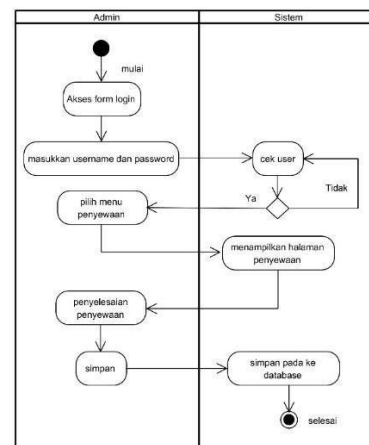 Admin
Sistem
mulai
Akses form login
masukkan username dan password
cek user
Tidak
Ya
pilih menu
penyewaan
menampilkan halaman
penyewaan
penyelesaian
penyewaan
simpan
simpan pada ke
database
selesai